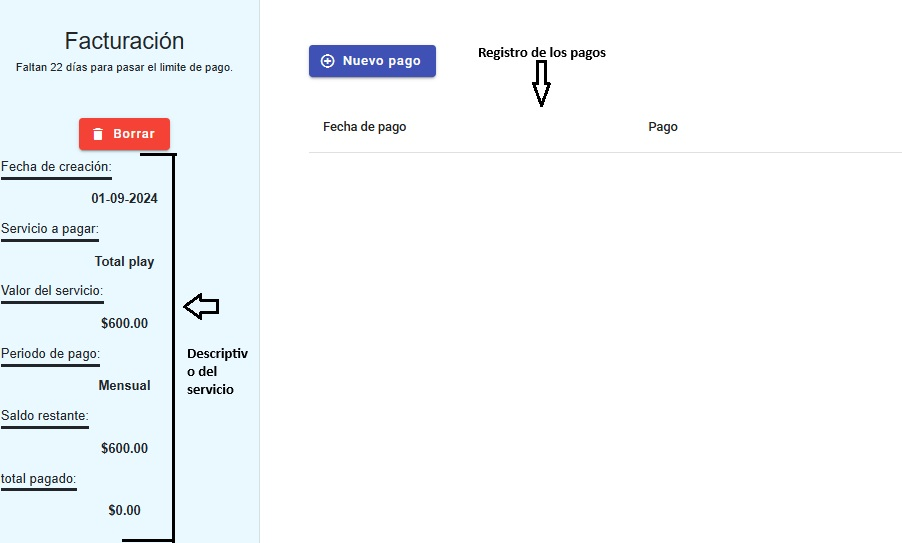 Facturación
Faltan 22 días para pasar el limite de pago.
Borrar
Fecha de creación:
01-09-2024
Servicio a pagar:
Total play
Valor del servicio:
$600.00
Periodo de pago:
Mensual
Saldo restante:
$600.00
total pagado:
$0.00
Descriptiv
o del
servicio
Nuevo pago
Registro de los pagos
Fecha de pago
Pago